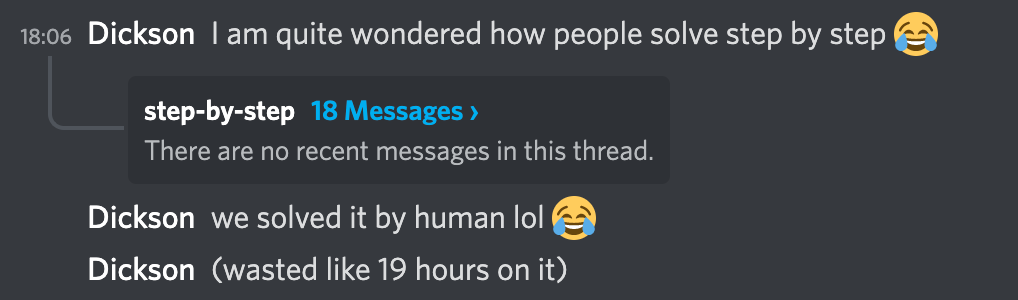 18:06 Dickson I am quite wondered how people solve step by step 😂
step-by-step 18 Messages ›
There are no recent messages in this thread.
Dickson we solved it by human lol 😂
Dickson (wasted like 19 hours on it)